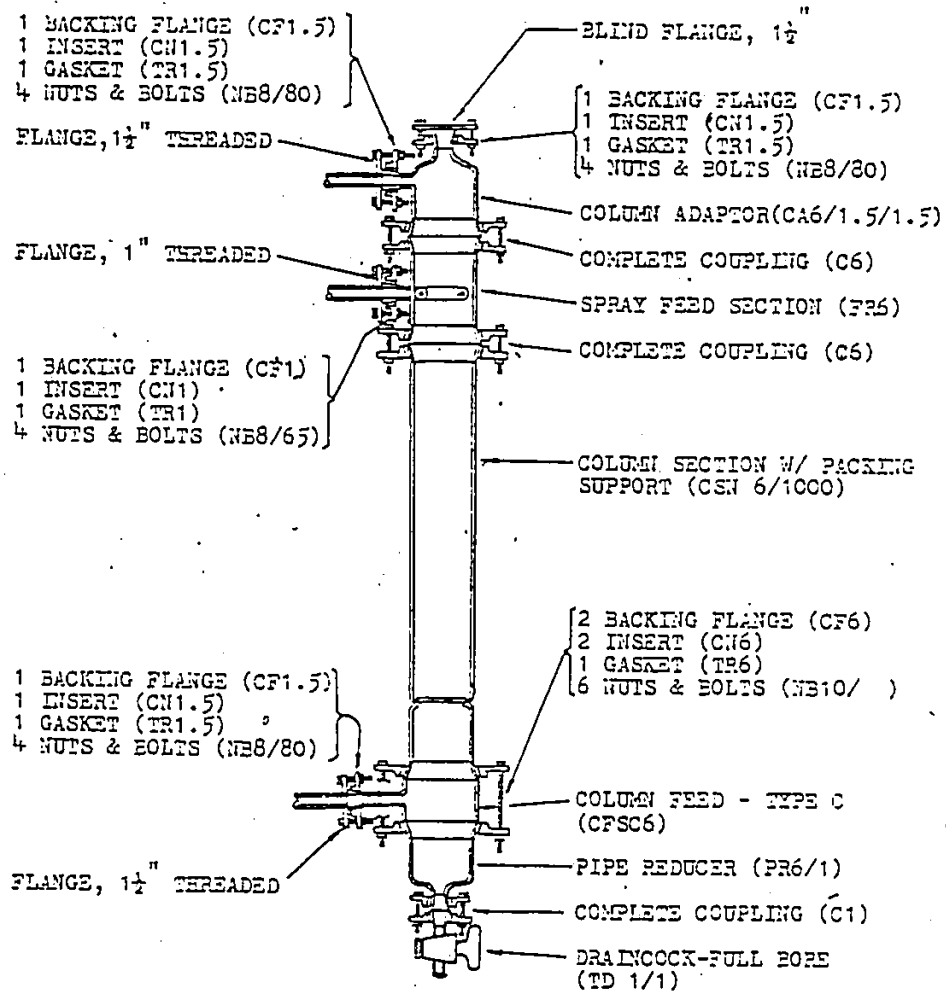 1 BACKING FLANGE (CF1.5)
1 INSERT (CN1.5)
1 GASKET (TR1.5)
4 NUTS & BOLTS (NB8/80)
BLIND FLANGE, 1½"
1 BACKING FLANGE (CF1.5)
1 INSERT (CN1.5)
1 GASKET (TR1.5)
4 NUTS & BOLTS (NB8/80)
FLANGE, 1½" THREADED
COLUMN ADAPTOR(CA6/1.5/1.5)
FLANGE, 1" THREADED
COMPLETE COUPLING (C6)
SPRAY FEED SECTION (FR6)
COMPLETE COUPLING (C6)
1 BACKING FLANGE (CF1)
1 INSERT (CN1)
1 GASKET (TR1)
4 NUTS & BOLTS (NB8/65)
COLUMN SECTION W/ PACKING
SUPPORT (CSN 6/1000)
2 BACKING FLANGE (CF6)
2 INSERT (CN6)
1 GASKET (TR6)
6 NUTS & BOLTS (NB10/ )
1 BACKING FLANGE (CF1.5)
1 INSERT (CN1.5)
1 GASKET (TR1.5)
4 NUTS & BOLTS (NB8/80)
COLUMN FEED - TYPE C
(CFSC6)
PIPE REDUCER (PR6/1)
FLANGE, 1½" THREADED
COMPLETE COUPLING (C1)
DRAINCOCK-FULL BORE
(TD 1/1)